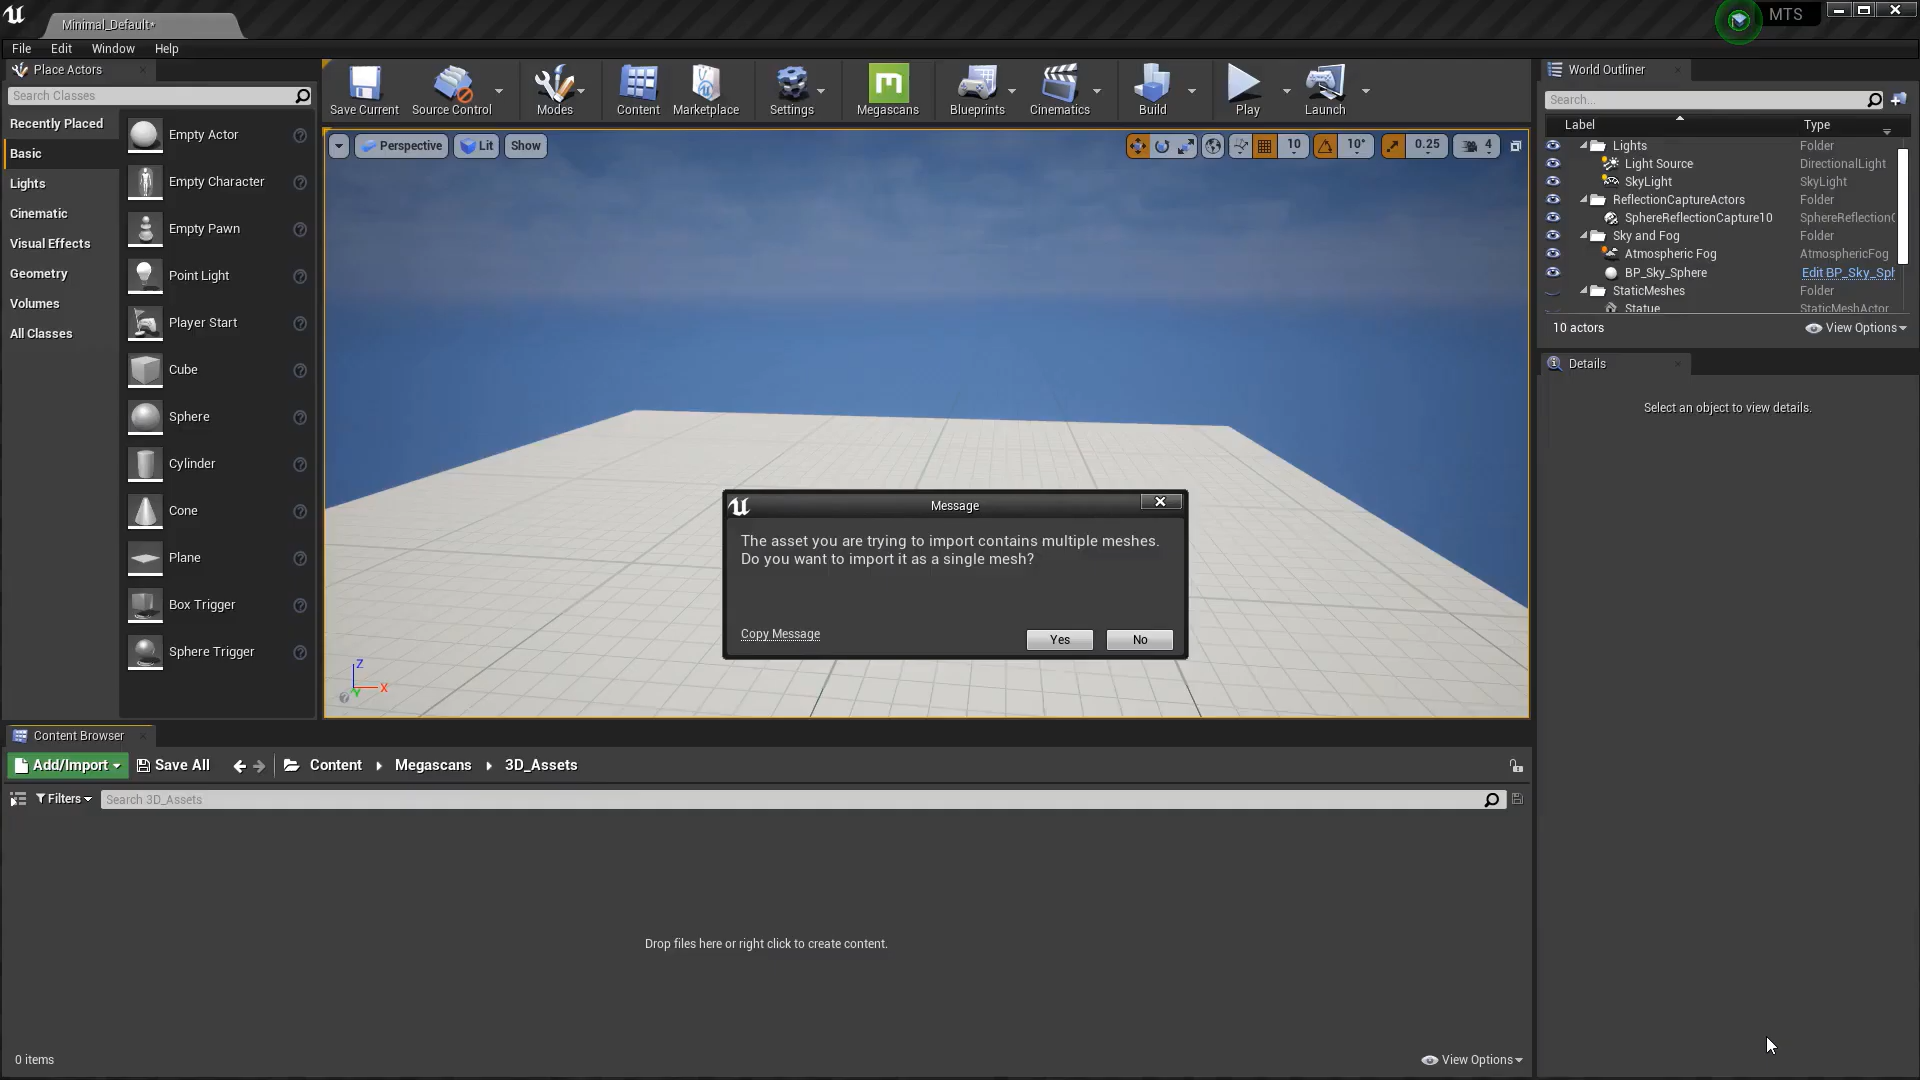 Minimal_Default*
MTS
File Edit Window Help
Place Actors
Search Classes
Recently Placed
Basic
Lights
Cinematic
Visual Effects
Geometry
Volumes
All Classes
Empty Actor
Empty Character
Empty Pawn
Point Light
Player Start
Cube
Sphere
Cylinder
Cone
Plane
Box Trigger
Sphere Trigger
Save Current Source Control Modes Content Marketplace Settings Megascans Blueprints Cinematics Build Play Launch
Perspective Lit Show
10 10° 0.25 4
Message
The asset you are trying to import contains multiple meshes.
Do you want to import it as a single mesh?
Copy Message
Yes No
Z
X
Y
World Outliner
Search...
Label Type
Lights Folder
Light Source DirectionalLight
SkyLight SkyLight
ReflectionCaptureActors Folder
SphereReflectionCapture10 SphereReflectionC
Sky and Fog Folder
Atmospheric Fog AtmosphericFog
BP_Sky_Sphere Edit BP_Sky_Sph
StaticMeshes Folder
Statue StaticMeshActor
10 actors View Options
Details
Select an object to view details.
Content Browser
Add/Import Save All Content Megascans 3D_Assets
Filters Search 3D_Assets
Drop files here or right click to create content.
0 items View Options